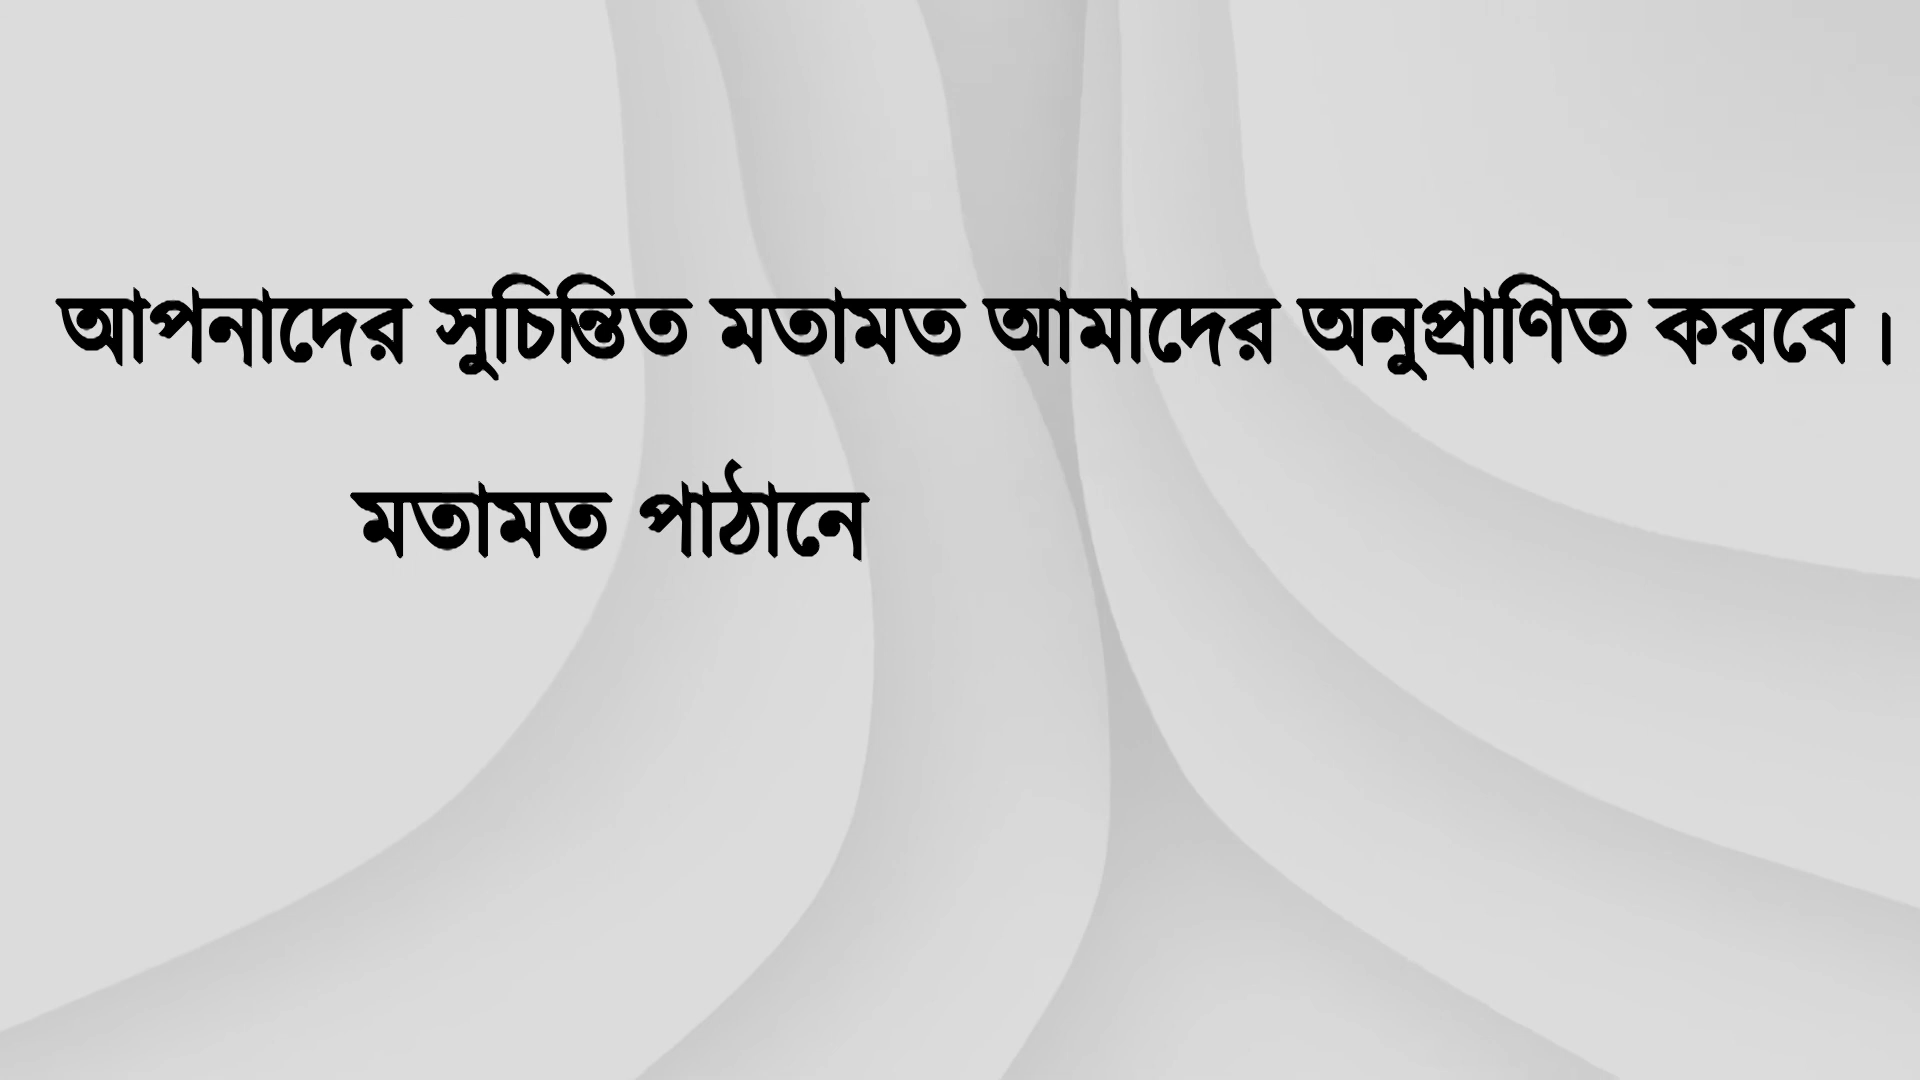 আপনাদের সুচিন্তিত মতামত আমাদের অনুপ্রাণিত করবে।
মতামত পাঠানে